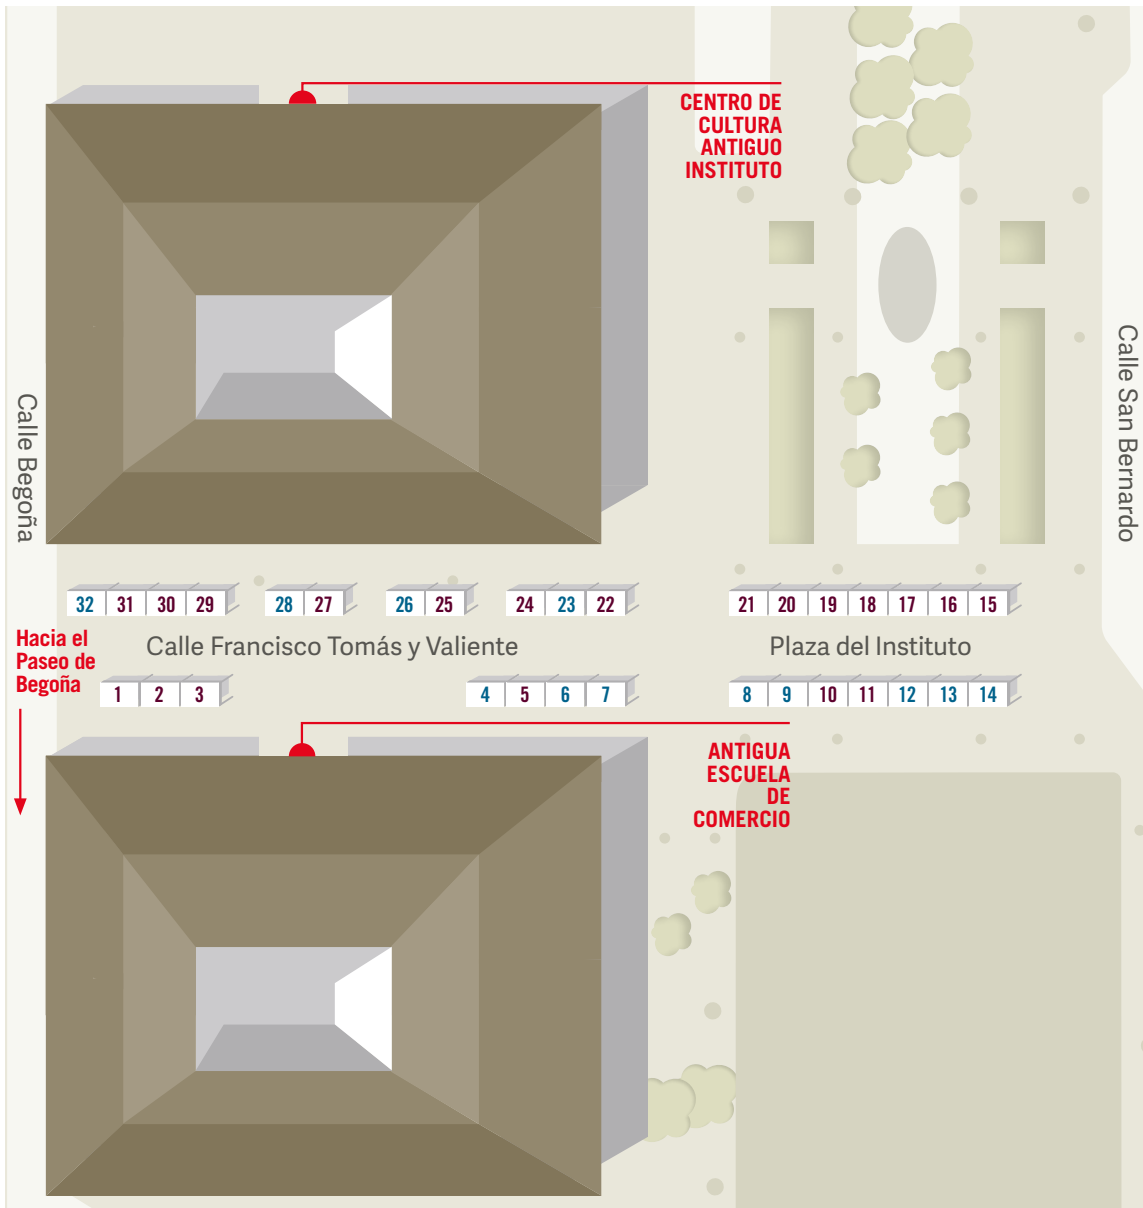 CENTRO DE
CULTURA
ANTIGUO
INSTITUTO
Calle Begoña
Calle San Bernardo
32 31 30 29 28 27 26 25 24 23 22 21 20 19 18 17 16 15
Hacia el
Paseo de
Begoña
Calle Francisco Tomás y Valiente
Plaza del Instituto
1 2 3 4 5 6 7 8 9 10 11 12 13 14
ANTIGUA
ESCUELA
DE
COMERCIO